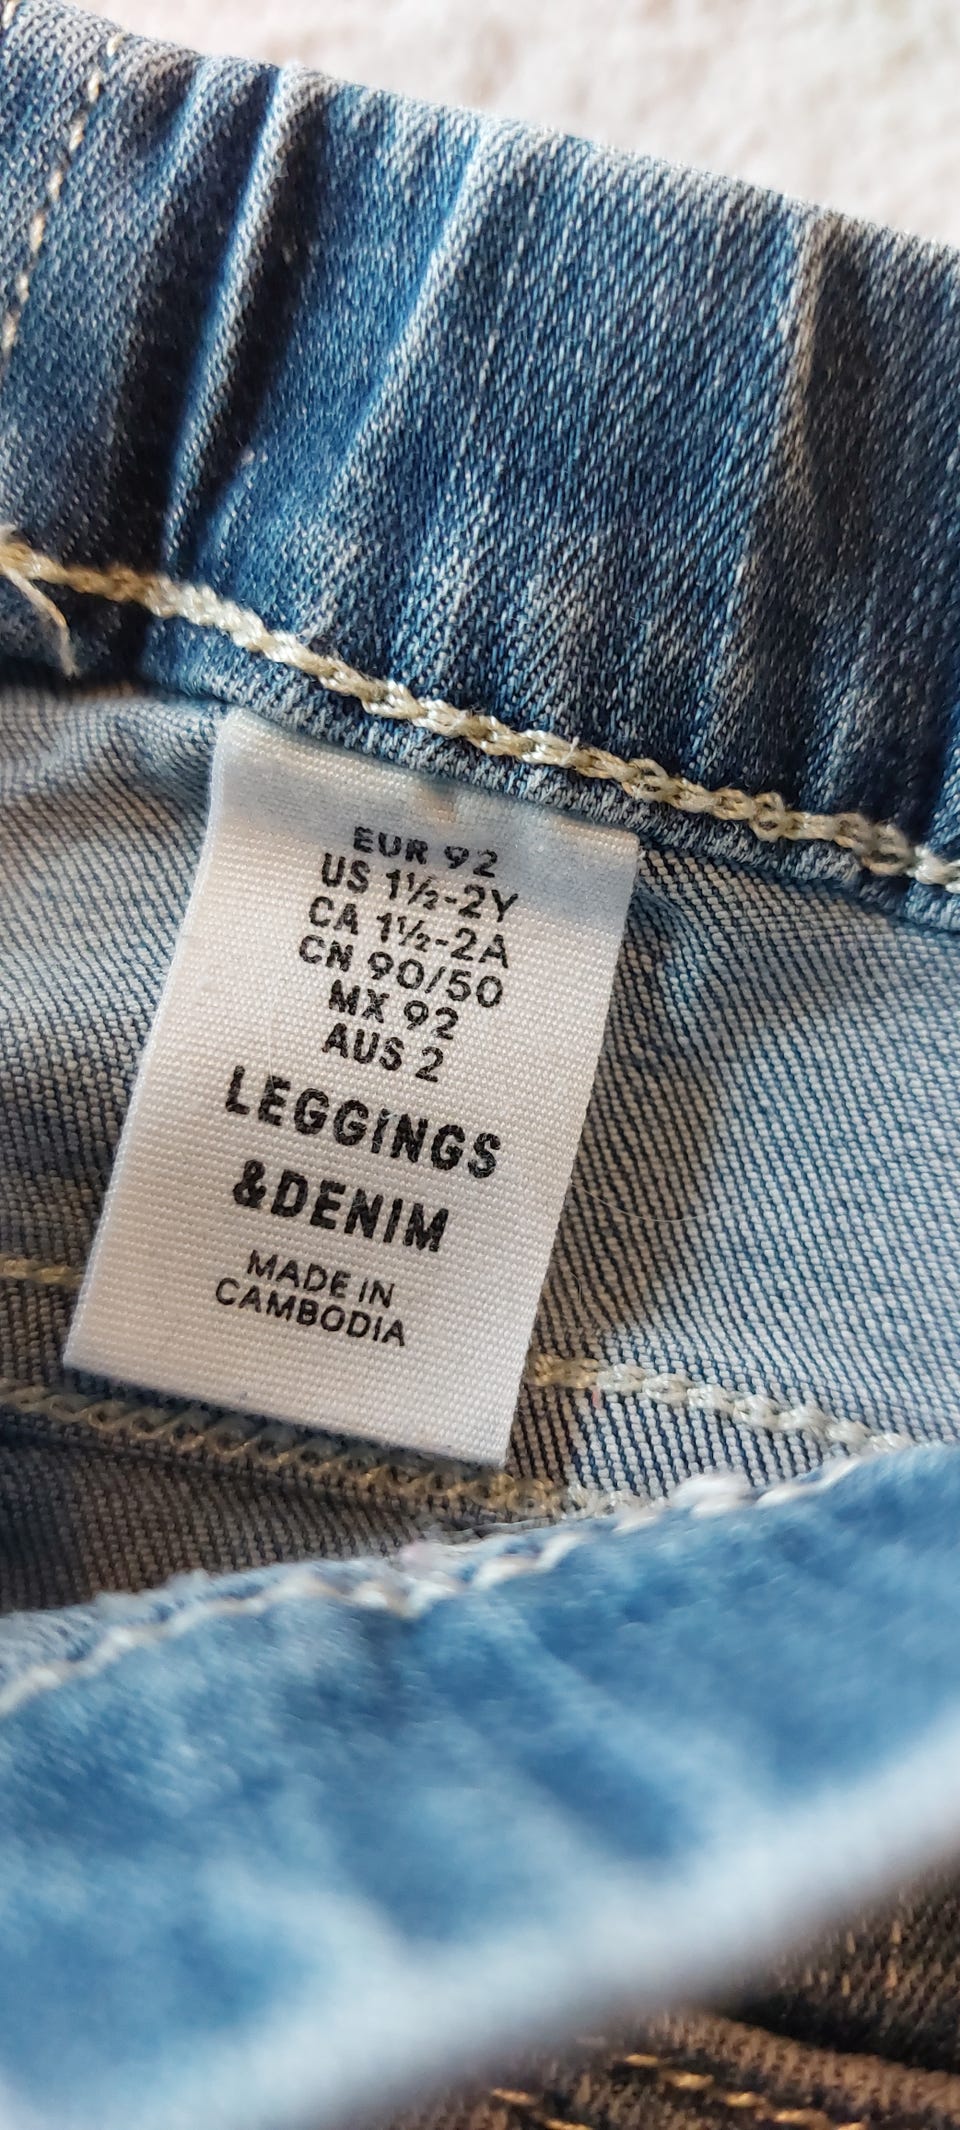 EUR 92
US 1½-2Y
CA 1½-2A
CN 90/50
MX 92
AUS 2
LEGGINGS
&DENIM
MADE IN
CAMBODIA